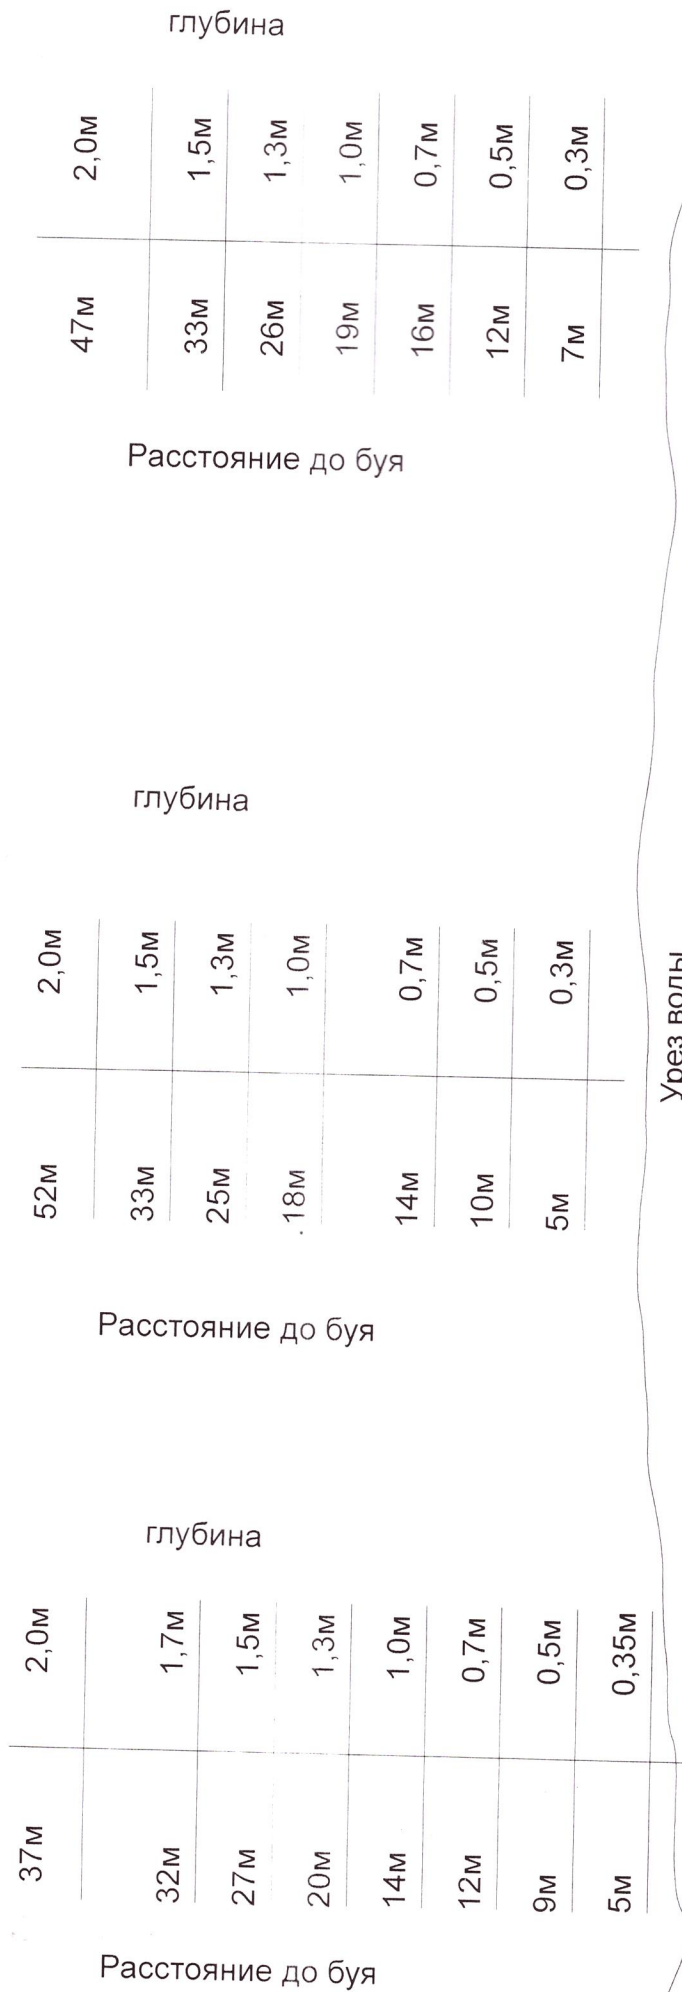 глубина
2,0м
1,5м
1,3м
1,0м
0,7м
0,5м
0,3м
47м
33м
26м
19м
16м
12м
7м
Расстояние до буя
глубина
2,0м
1,5м
1,3м
1,0м
0,7м
0,5м
0,3м
52м
33м
25м
18м
14м
10м
5м
Расстояние до буя
Урез воды
глубина
2,0м
1,7м
1,5м
1,3м
1,0м
0,7м
0,5м
0,35м
37м
32м
27м
20м
14м
12м
9м
5м
Расстояние до буя